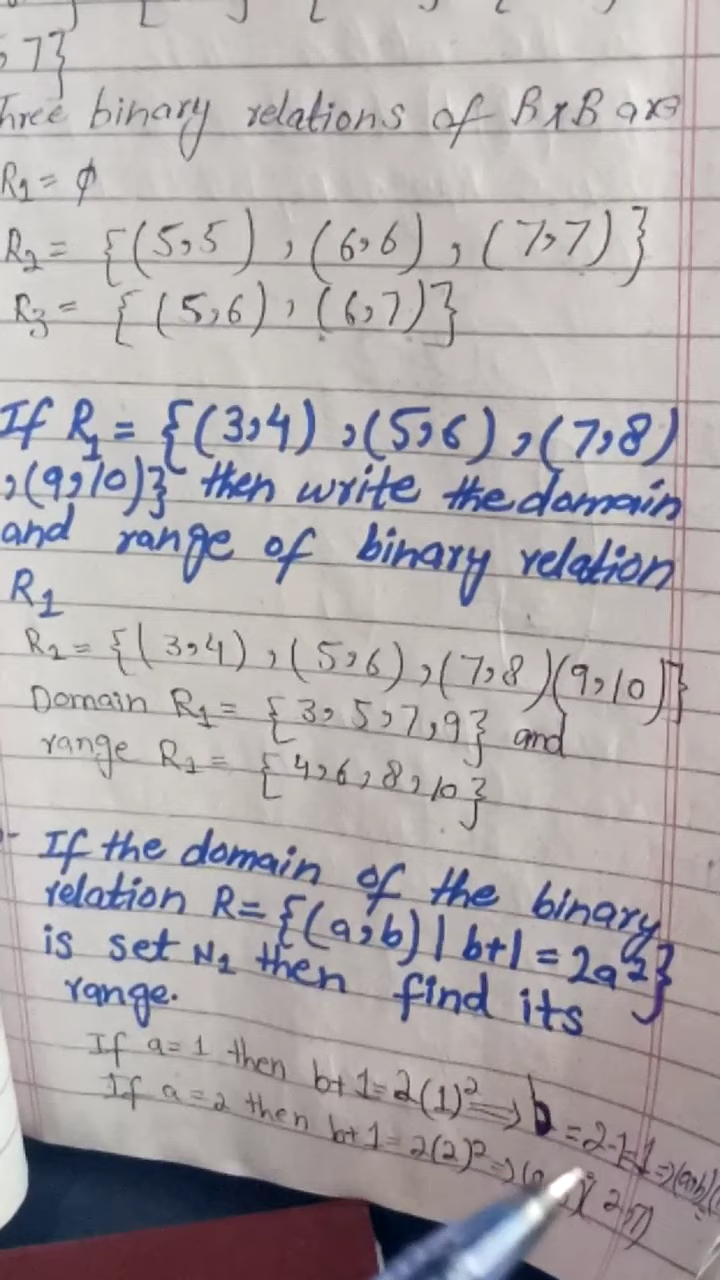 ,7}
Three binary relations of B×B are
R₁ = ϕ
R₂ = {(5,5), (6,6), (7,7)}
R₃ = {(5,6), (6,7)}
If R₁ = {(3,4), (5,6), (7,8)
,(9,10)} then write the domain
and range of binary relation
R₁
R₂ = {(3,4), (5,6), (7,8)(9,10)}
Domain R₁ = {3,5,7,9} and
range R₁ = {4,6,8,10}
If the domain of the binary
relation R = {(a,b) | b+1 = 2a²}
is set N₁ then find its
range.
If a = 1 then b+1 = 2(1)² ⇒ b = 2-1=1 ⇒ (a,b)
If a = 2 then b+1 = 2(2)² ⇒ (2,7)